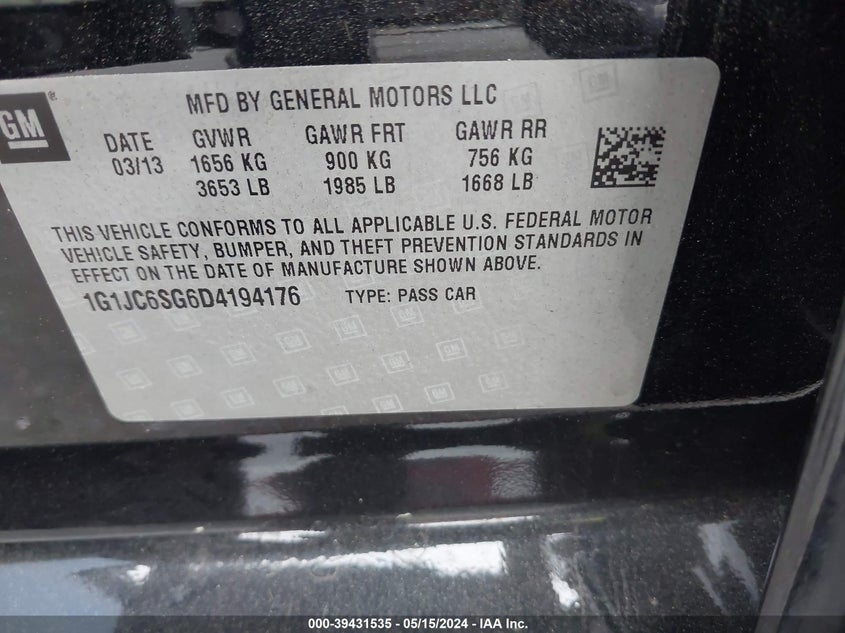 MFD BY GENERAL MOTORS LLC
GM
®
DATE GVWR GAWR FRT GAWR RR
03/13 1656 KG 900 KG 756 KG
3653 LB 1985 LB 1668 LB
THIS VEHICLE CONFORMS TO ALL APPLICABLE U.S. FEDERAL MOTOR
VEHICLE SAFETY, BUMPER, AND THEFT PREVENTION STANDARDS IN
EFFECT ON THE DATE OF MANUFACTURE SHOWN ABOVE.
1G1JC6SG6D4194176 TYPE: PASS CAR
000-39431535 - 05/15/2024 - IAA Inc.